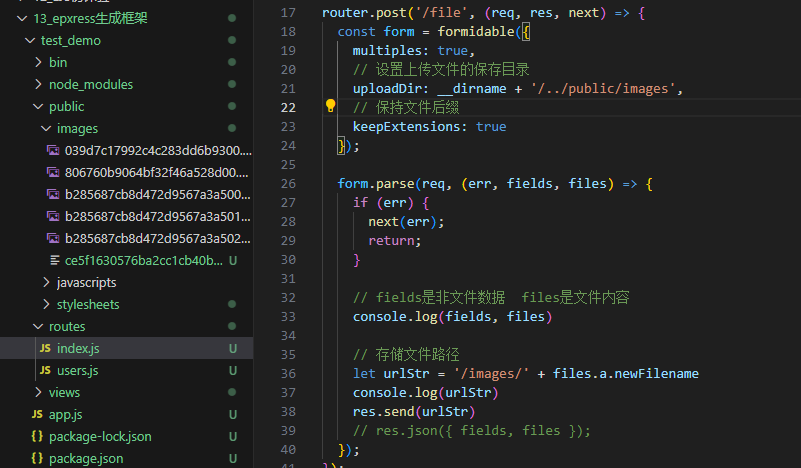 13_epxress生成框架
test_demo
bin
node_modules
public
images
039d7c17992c4c283dd6b9300....
806760b9064bf32f46a528d00....
b285687cb8d472d9567a3a500...
b285687cb8d472d9567a3a501...
b285687cb8d472d9567a3a502...
ce5f1630576ba2cc1cb40b... U
javascripts
stylesheets
routes
JS index.js U
JS users.js U
views
JS app.js U
{} package-lock.json U
{} package.json U
17 router.post('/file', (req, res, next) => {
18 const form = formidable({
19 multiples: true,
20 // 设置上传文件的保存目录
21 uploadDir: __dirname + '/../public/images',
22 // 保持文件后缀
23 keepExtensions: true
24 });
25
26 form.parse(req, (err, fields, files) => {
27 if (err) {
28 next(err);
29 return;
30 }
31
32 // fields是非文件数据  files是文件内容
33 console.log(fields, files)
34
35 // 存储文件路径
36 let urlStr = '/images/' + files.a.newFilename
37 console.log(urlStr)
38 res.send(urlStr)
39 // res.json({ fields, files });
40 });
41 });